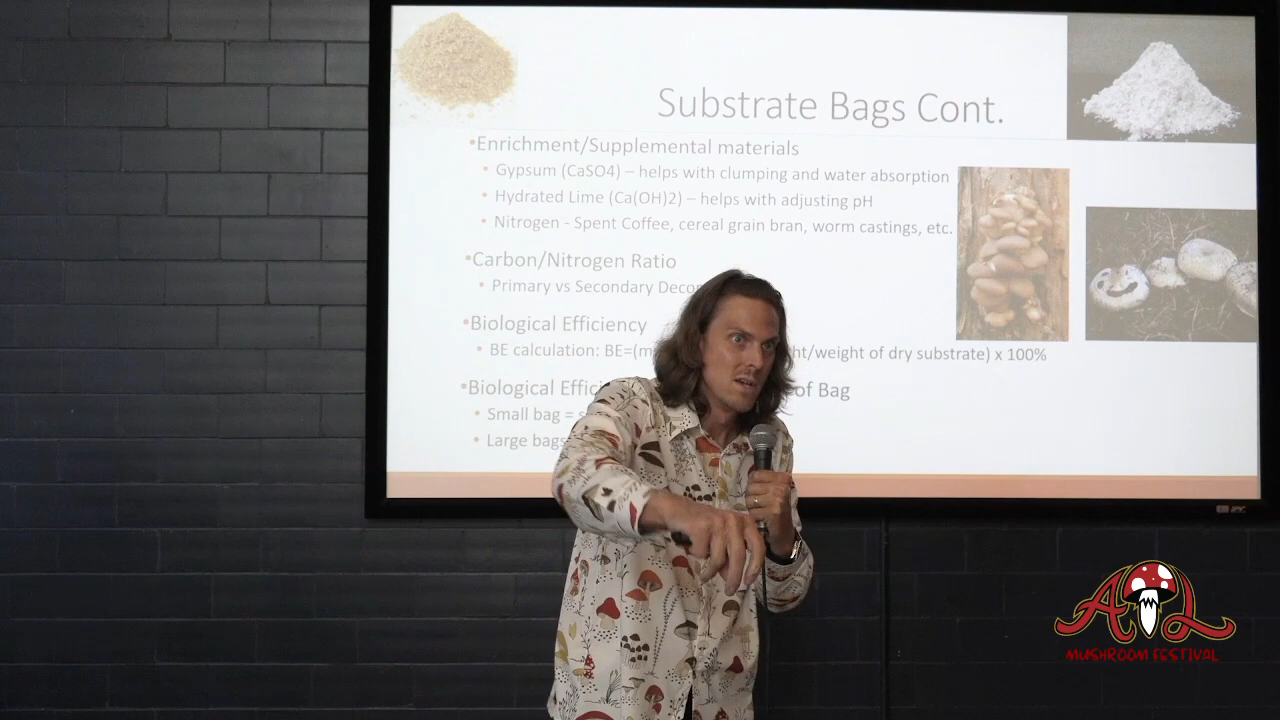 Substrate Bags Cont.
•Enrichment/Supplemental materials
• Gypsum (CaSO4) – helps with clumping and water absorption
• Hydrated Lime (Ca(OH)2) – helps with adjusting pH
• Nitrogen - Spent Coffee, cereal grain bran, worm castings, etc.
•Carbon/Nitrogen Ratio
• Primary vs Secondary
•Biological Efficiency
• BE calculation: BE=( /weight of dry substrate) x 100%
•Biological of Bag
• Small bag =
• Large bags
AL
MUSHROOM FESTIVAL